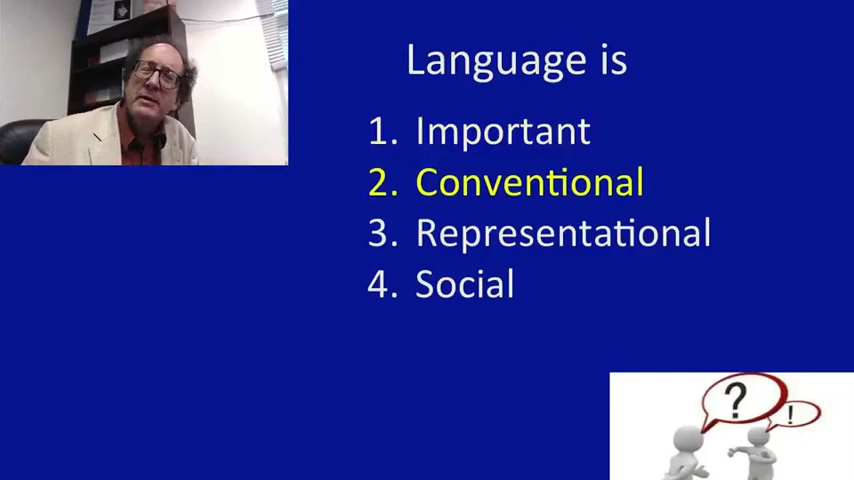 Language is
1. Important
2. Conventional
3. Representational
4. Social
?
!